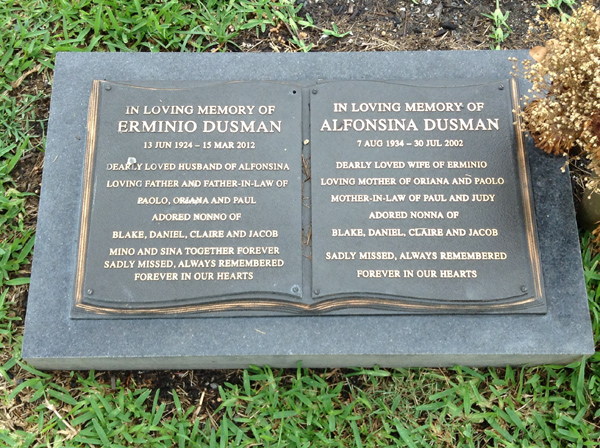 IN LOVING MEMORY OF
ERMINIO DUSMAN
13 JUN 1924 – 15 MAR 2012
DEARLY LOVED HUSBAND OF ALFONSINA
LOVING FATHER AND FATHER-IN-LAW OF
PAOLO, ORIANA AND PAUL
ADORED NONNO OF
BLAKE, DANIEL, CLAIRE AND JACOB
MINO AND SINA TOGETHER FOREVER
SADLY MISSED, ALWAYS REMEMBERED
FOREVER IN OUR HEARTS
IN LOVING MEMORY OF
ALFONSINA DUSMAN
7 AUG 1934 – 30 JUL 2002
DEARLY LOVED WIFE OF ERMINIO
LOVING MOTHER OF ORIANA AND PAOLO
MOTHER-IN-LAW OF PAUL AND JUDY
ADORED NONNA OF
BLAKE, DANIEL, CLAIRE AND JACOB
SADLY MISSED, ALWAYS REMEMBERED
FOREVER IN OUR HEARTS